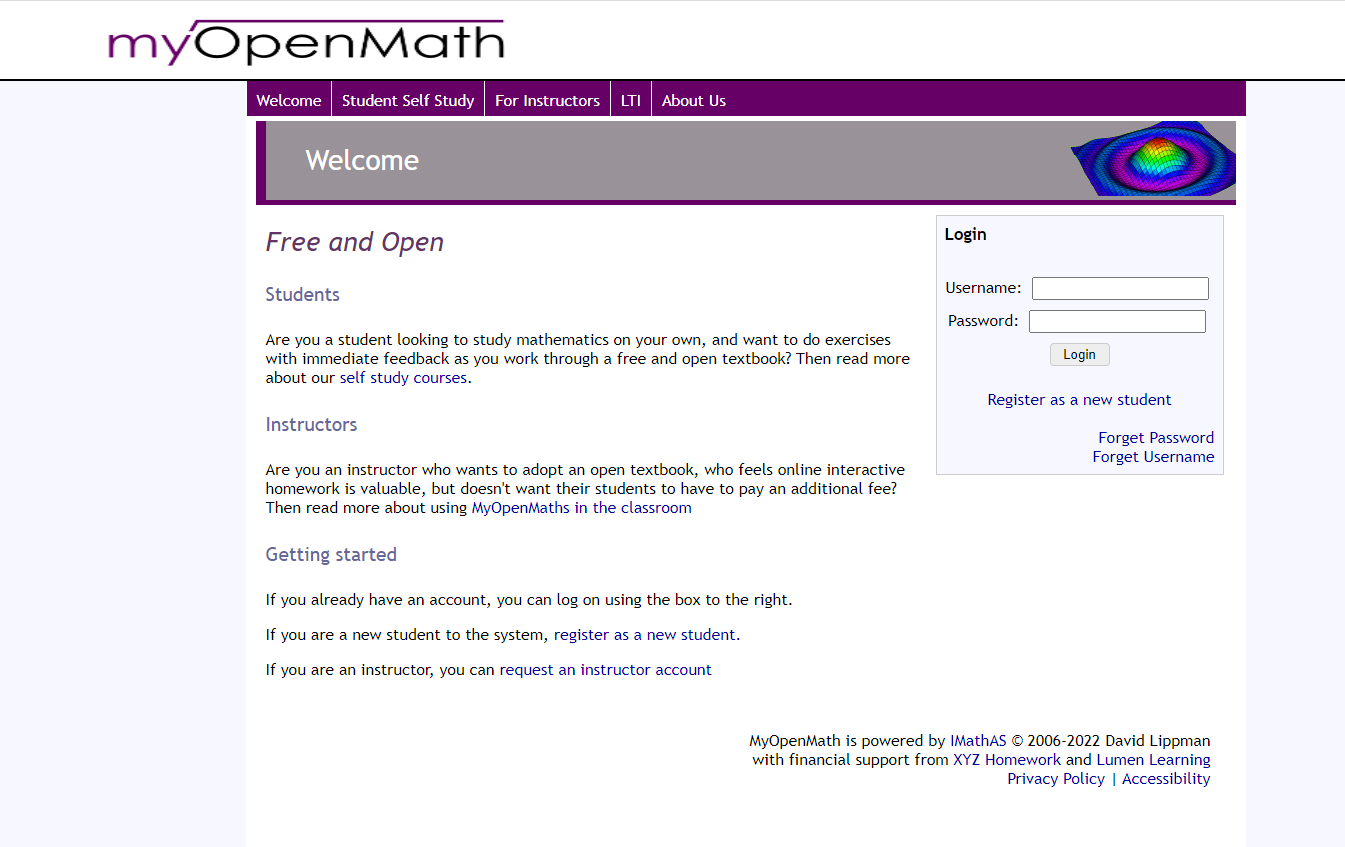 myOpenMath
Welcome
Student Self Study
For Instructors
LTI
About Us
Welcome
Free and Open
Students
Are you a student looking to study mathematics on your own, and want to do exercises
with immediate feedback as you work through a free and open textbook? Then read more
about our self study courses.
Instructors
Are you an instructor who wants to adopt an open textbook, who feels online interactive
homework is valuable, but doesn't want their students to have to pay an additional fee?
Then read more about using MyOpenMaths in the classroom
Getting started
If you already have an account, you can log on using the box to the right.
If you are a new student to the system, register as a new student.
If you are an instructor, you can request an instructor account
Login
Username:
Password:
Login
Register as a new student
Forget Password
Forget Username
MyOpenMath is powered by IMathAS © 2006-2022 David Lippman
with financial support from XYZ Homework and Lumen Learning
Privacy Policy | Accessibility